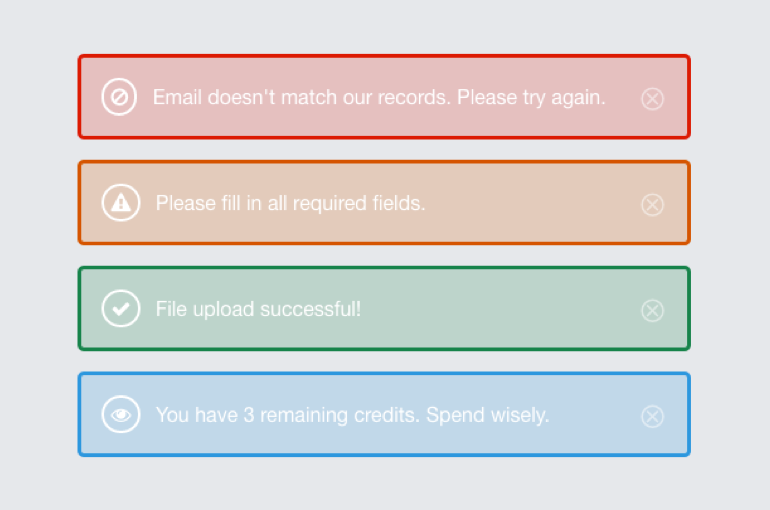 Email doesn't match our records. Please try again.
Please fill in all required fields.
File upload successful!
You have 3 remaining credits. Spend wisely.